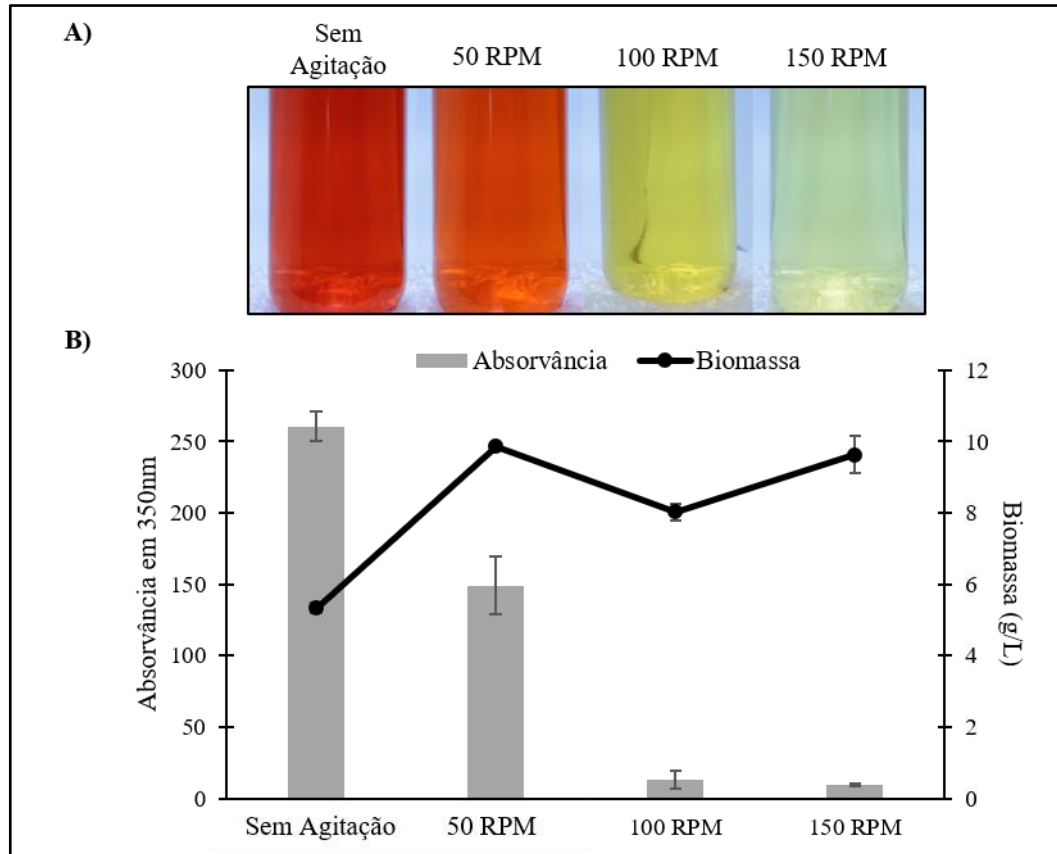 A)
Sem
Agitação
50 RPM
100 RPM
150 RPM
B)
Absorvância
Biomassa
300
250
200
150
100
50
0
Absorvância em 350nm
12
10
8
6
4
2
0
Biomassa (g/L)
Sem Agitação
50 RPM
100 RPM
150 RPM